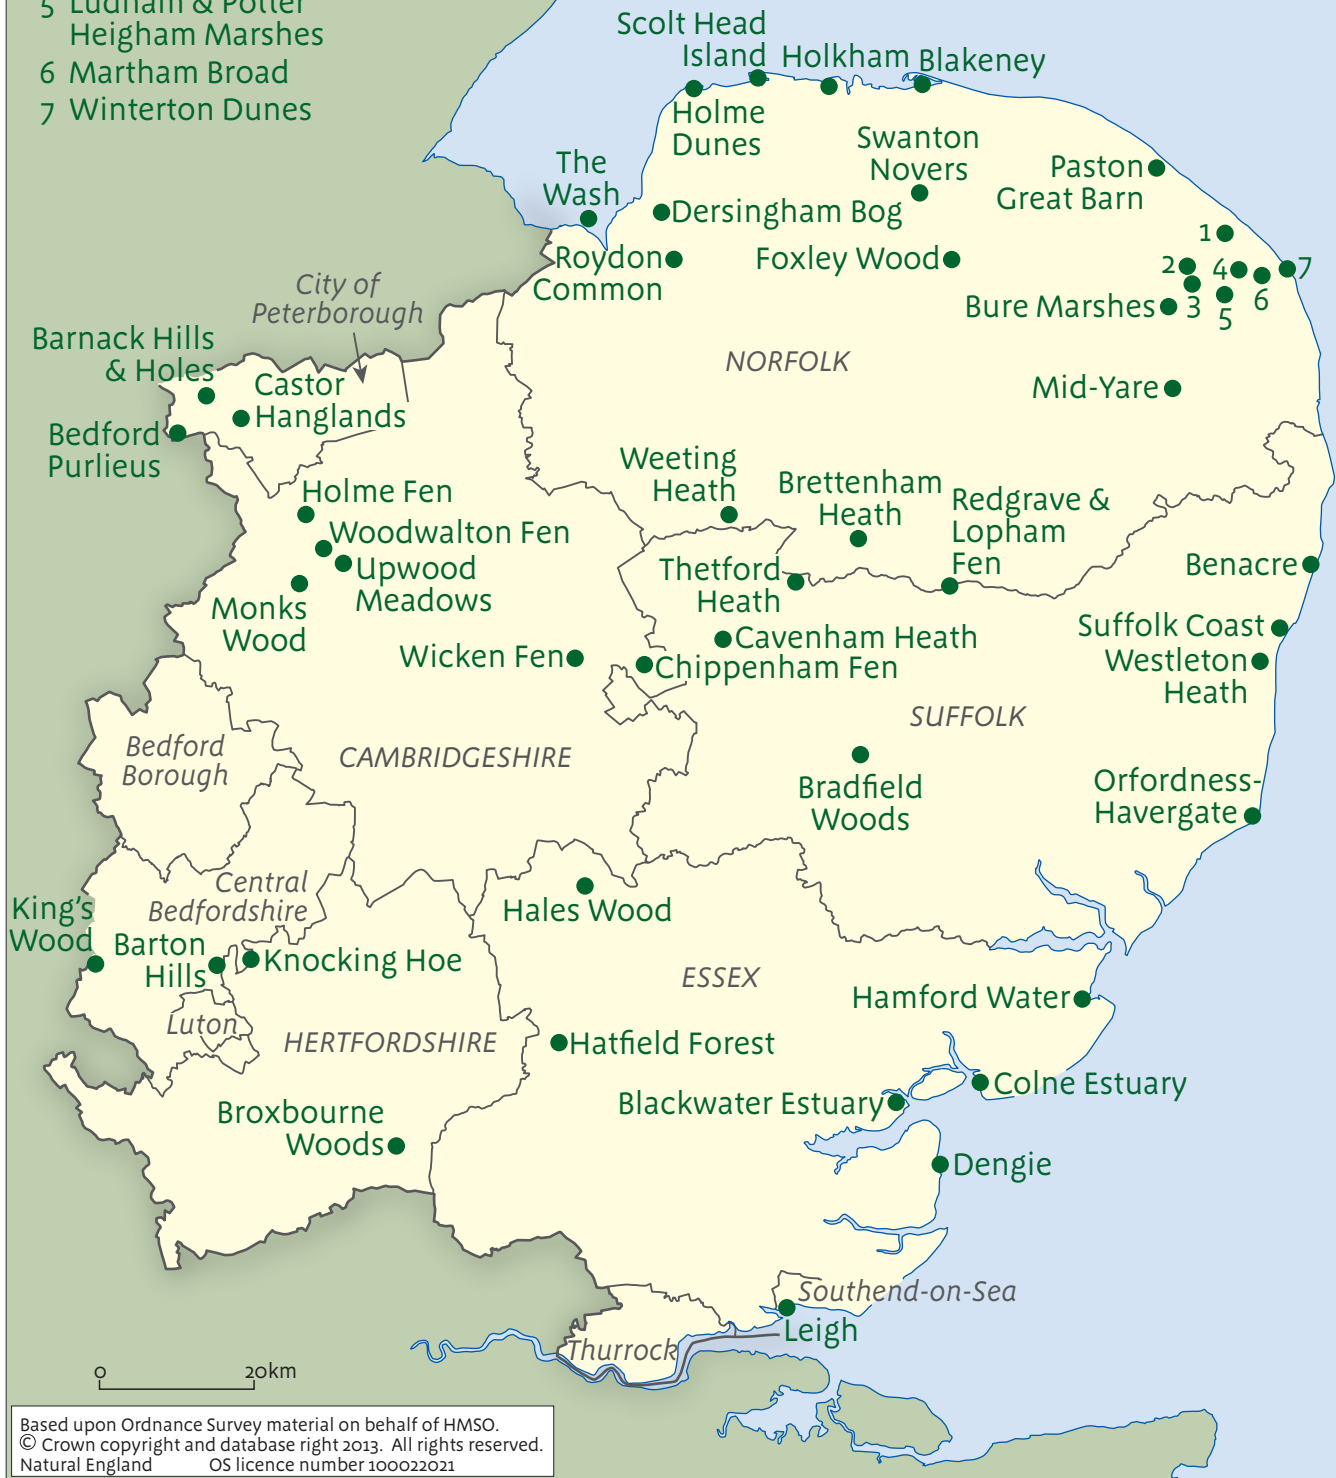 5 Ludham & Potter
Heigham Marshes
6 Martham Broad
7 Winterton Dunes
Scolt Head
Island
Holkham
Blakeney
Holme
Dunes
Swanton
Novers
The
Wash
Paston
Great Barn
Dersingham Bog
1
Roydon
Common
Foxley Wood
2
4
7
3
6
5
Bure Marshes
City of
Peterborough
Barnack Hills
& Holes
NORFOLK
Castor
Hanglands
Mid-Yare
Bedford
Purlieus
Weeting
Heath
Brettenham
Heath
Redgrave &
Lopham
Fen
Holme Fen
Woodwalton Fen
Upwood
Meadows
Thetford
Heath
Benacre
Monks
Wood
Suffolk Coast
Cavenham Heath
Wicken Fen
Chippenham Fen
Westleton
Heath
SUFFOLK
Bedford
Borough
CAMBRIDGESHIRE
Bradfield
Woods
Orfordness-
Havergate
Central
Bedfordshire
King's
Wood
Hales Wood
Barton
Hills
Knocking Hoe
ESSEX
Hamford Water
Luton
HERTFORDSHIRE
Hatfield Forest
Colne Estuary
Blackwater Estuary
Broxbourne
Woods
Dengie
Southend-on-Sea
Leigh
Thurrock
0 20km
Based upon Ordnance Survey material on behalf of HMSO.
© Crown copyright and database right 2013. All rights reserved.
Natural England OS licence number 100022021